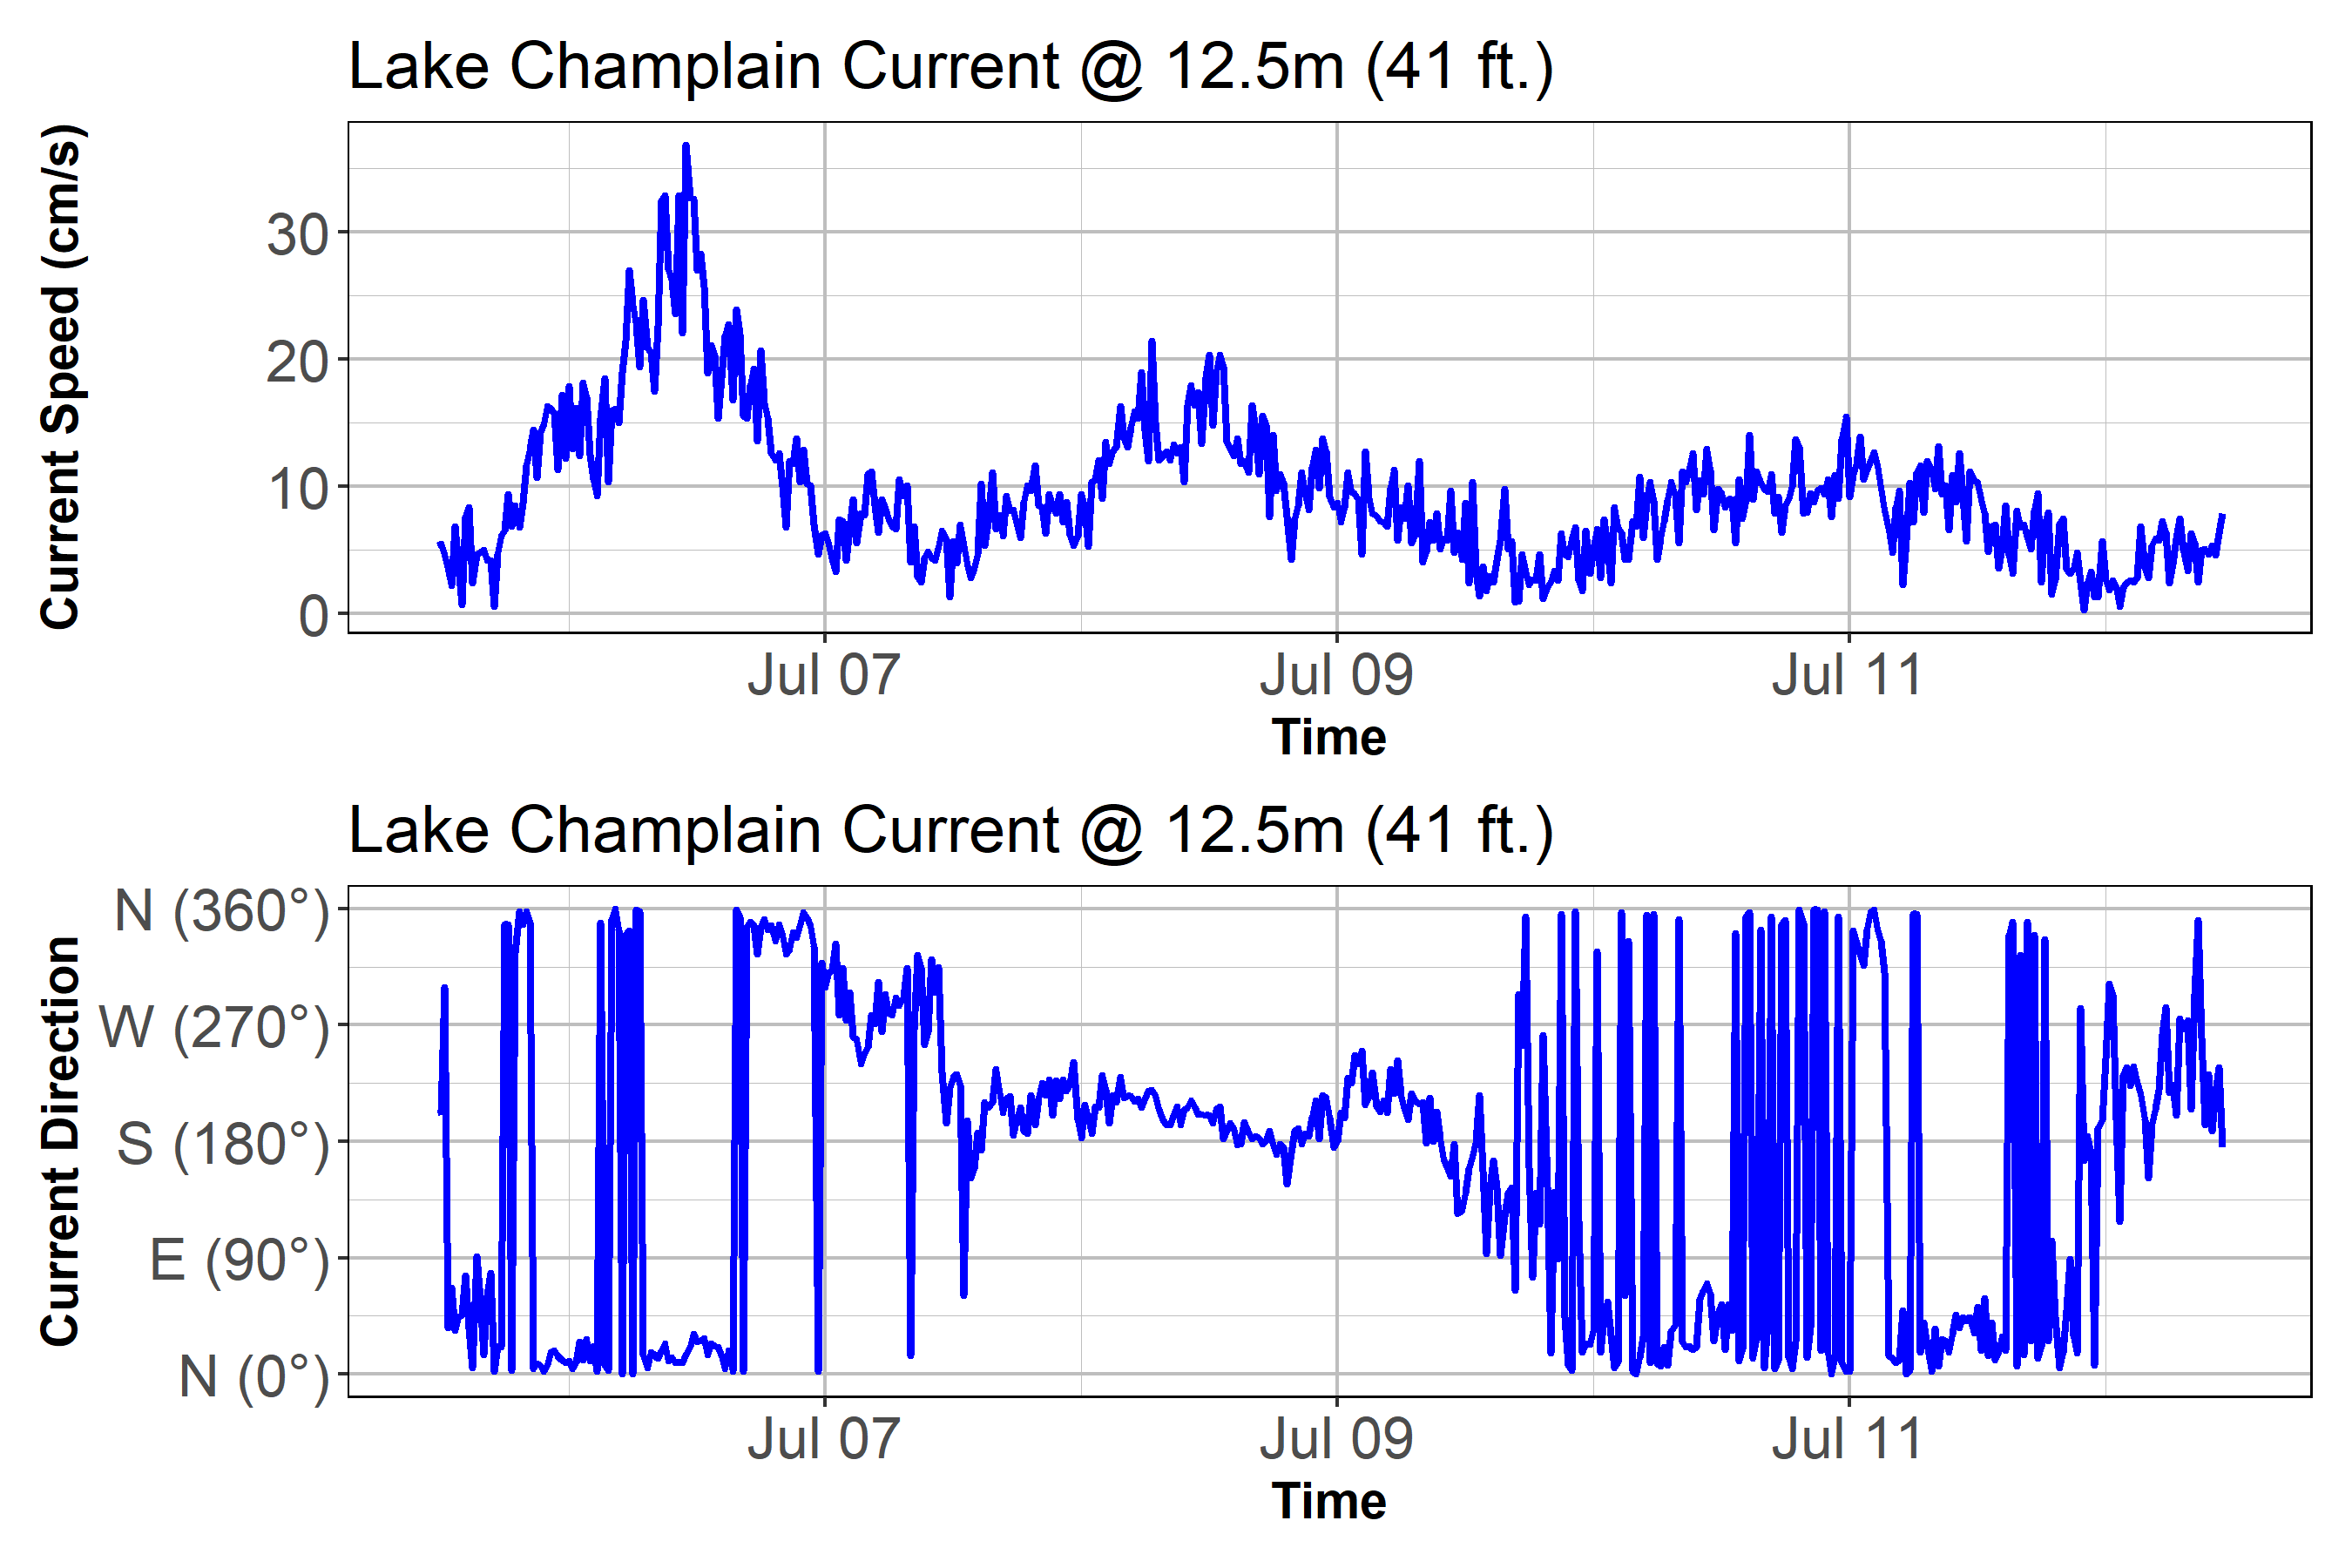 Lake Champlain Current @ 12.5m (41 ft.)
Current Speed (cm/s)
30
20
10
0
Jul 07 Jul 09 Jul 11
Time
Lake Champlain Current @ 12.5m (41 ft.)
Current Direction
N (360°)
W (270°)
S (180°)
E (90°)
N (0°)
Jul 07 Jul 09 Jul 11
Time